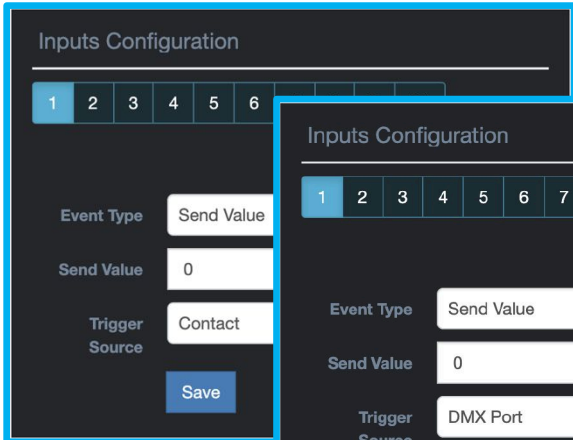 Inputs Configuration
1 2 3 4 5 6
Event Type Send Value
Send Value 0
Trigger Source Contact
Save
Inputs Configuration
1 2 3 4 5 6 7
Event Type Send Value
Send Value 0
Trigger DMX Port